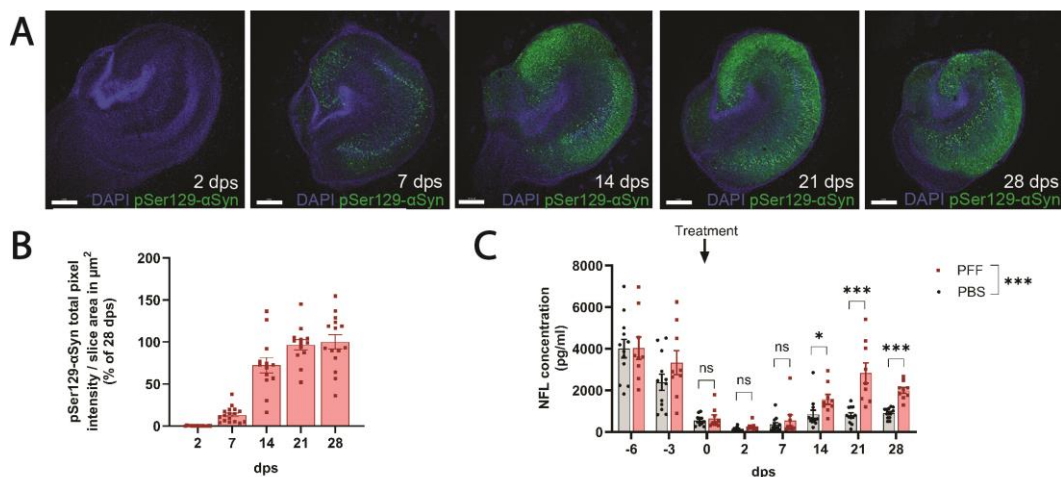 A
2 dps
DAPI pSer129-αSyn
7 dps
DAPI pSer129-αSyn
14 dps
DAPI pSer129-αSyn
21 dps
DAPI pSer129-αSyn
28 dps
DAPI pSer129-αSyn
B
pSer129-αSyn total pixel
intensity / slice area in µm²
(% of 28 dps)
200
150
100
50
0
2 7 14 21 28
dps
C
Treatment
NFL concentration
(pg/ml)
8000
6000
4000
2000
0
ns
ns
ns
*
***
***
-6 -3 0 2 7 14 21 28
dps
PFF
PBS
***